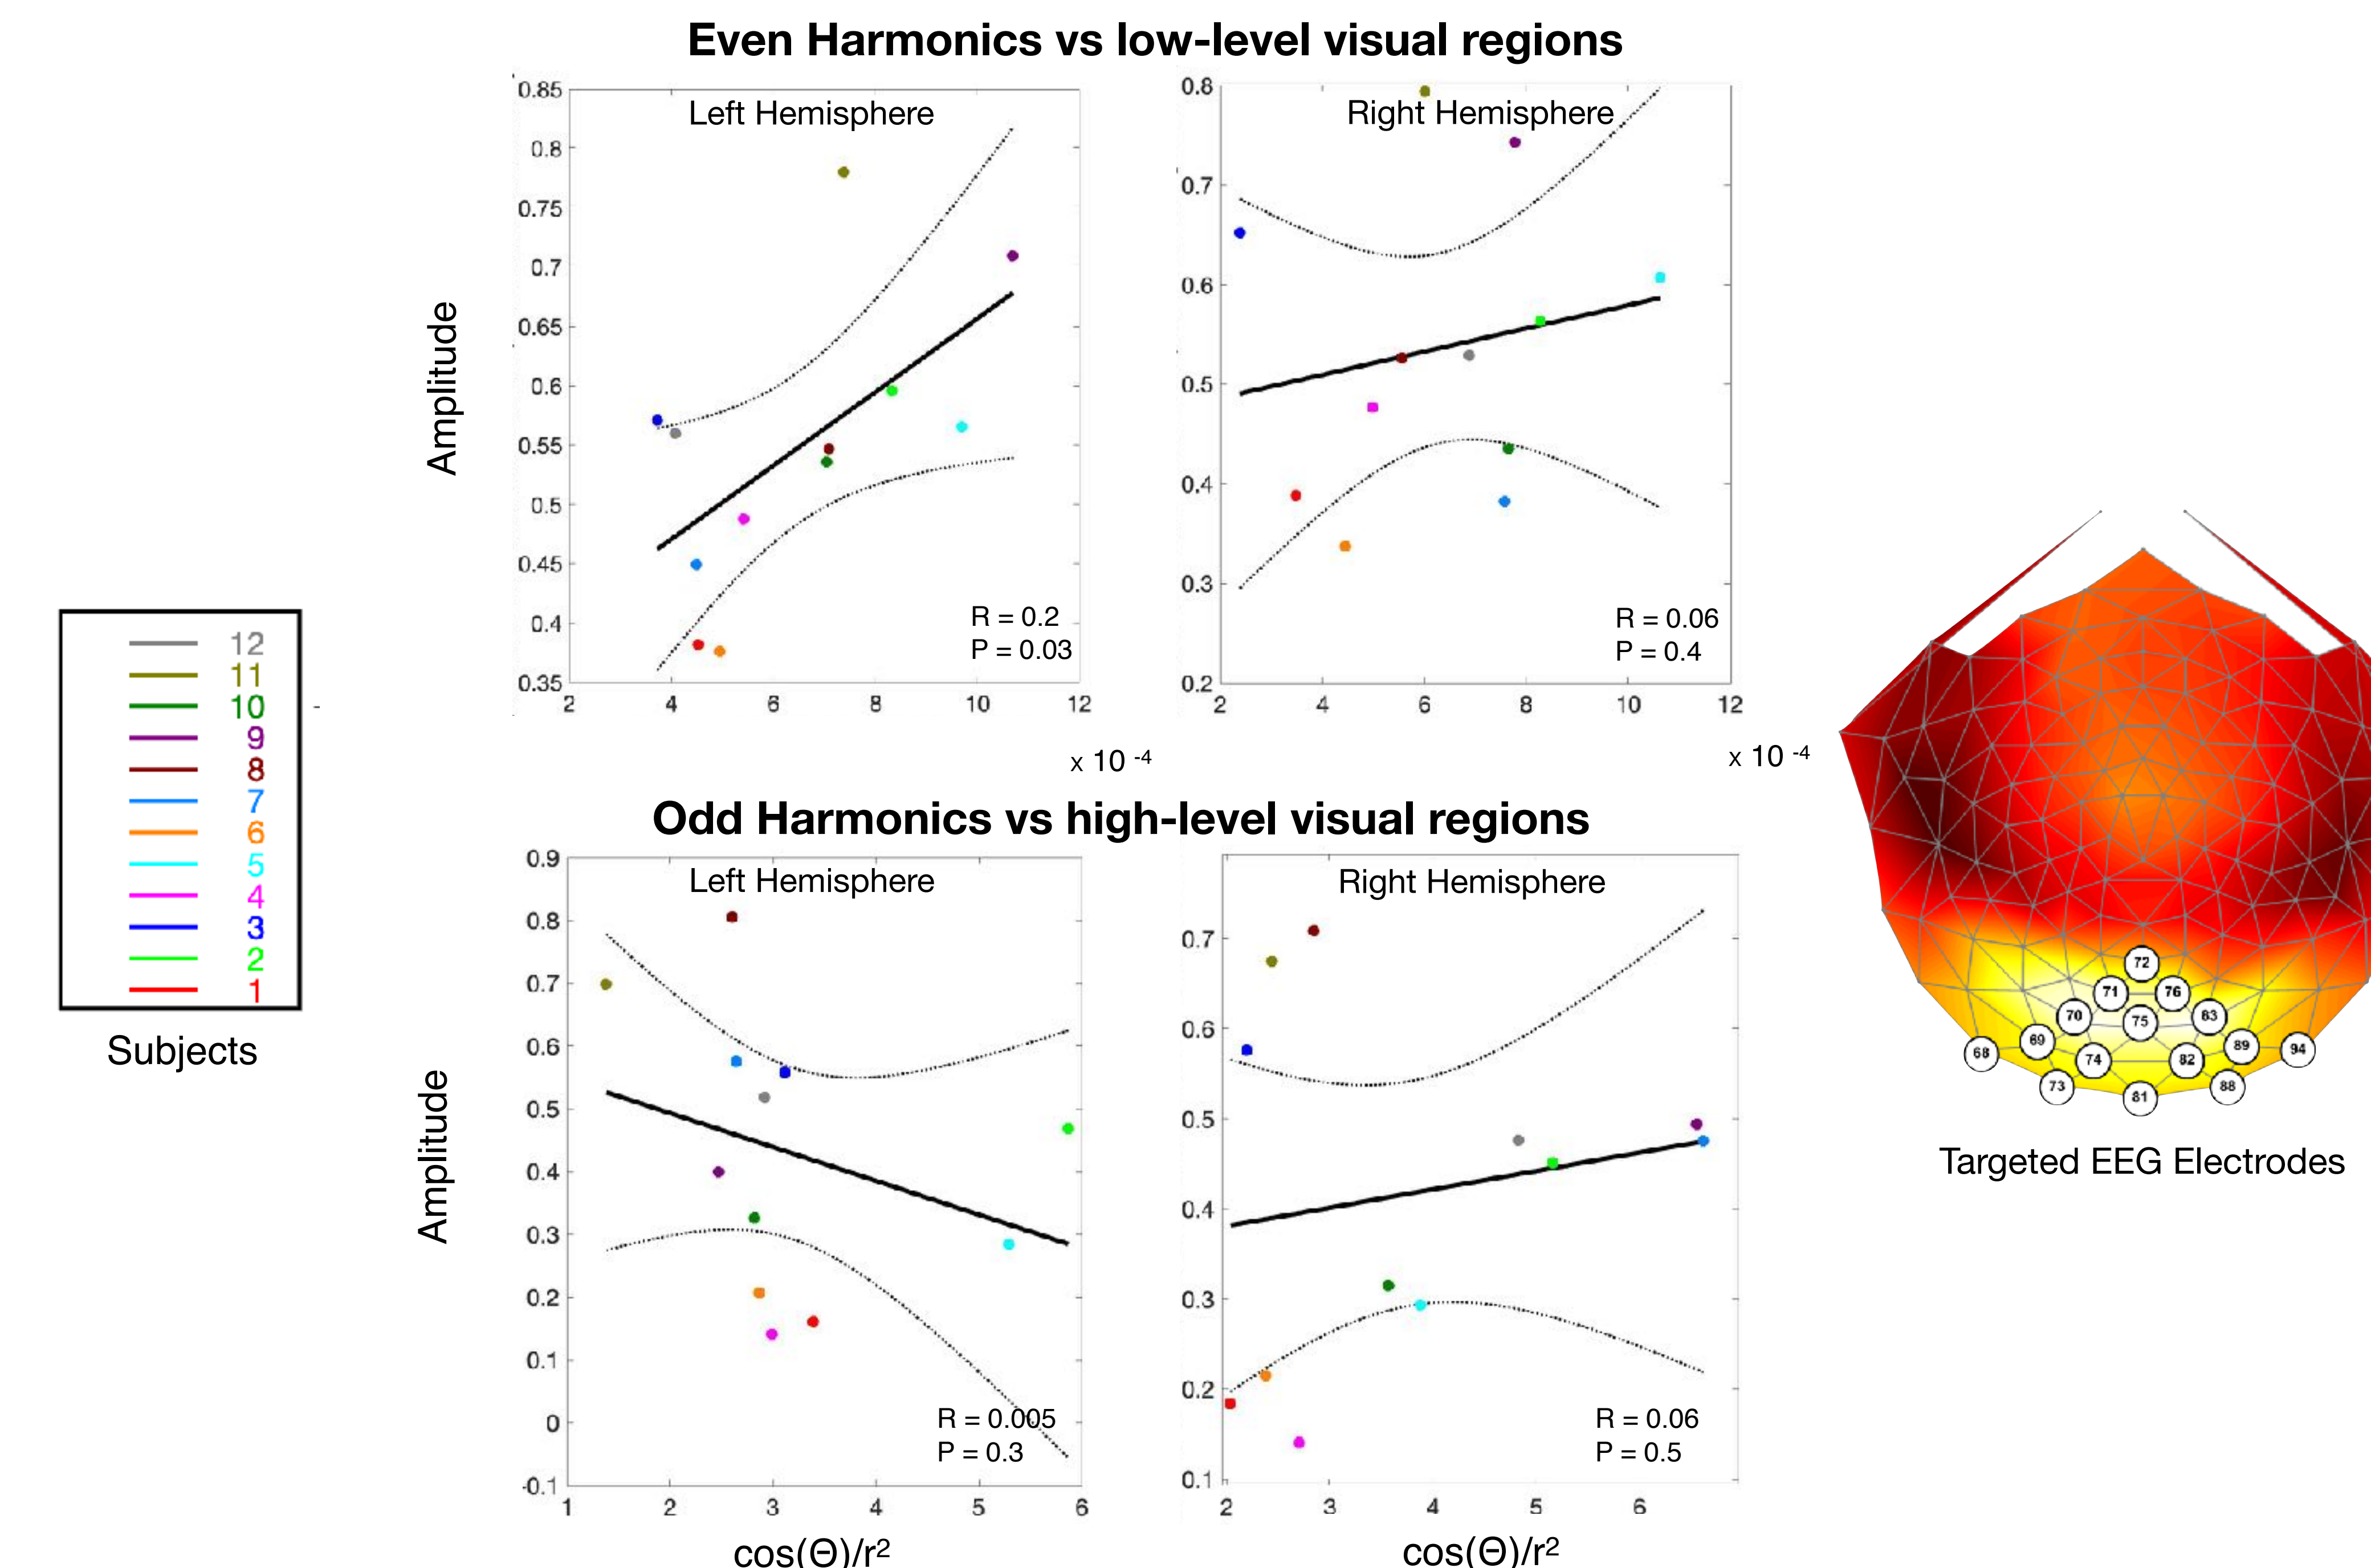 Even Harmonics vs low-level visual regions
Left Hemisphere
Amplitude
0.85
0.8
0.75
0.7
0.65
0.6
0.55
0.5
0.45
0.4
0.35
2 4 6 8 10 12
R = 0.2
P = 0.03
x 10 -4
Right Hemisphere
0.8
0.7
0.6
0.5
0.4
0.3
0.2
2 4 6 8 10 12
R = 0.06
P = 0.4
x 10 -4
12
11
10
9
8
7
6
5
4
3
2
1
Subjects
Odd Harmonics vs high-level visual regions
Left Hemisphere
Amplitude
0.9
0.8
0.7
0.6
0.5
0.4
0.3
0.2
0.1
0
-0.1
1 2 3 4 5 6
R = 0.005
P = 0.3
cos(Θ)/r²
Right Hemisphere
0.7
0.6
0.5
0.4
0.3
0.2
0.1
2 3 4 5 6
R = 0.06
P = 0.5
cos(Θ)/r²
72
71 76
70 75 83
68 69 74 82 89 94
73 81 88
Targeted EEG Electrodes